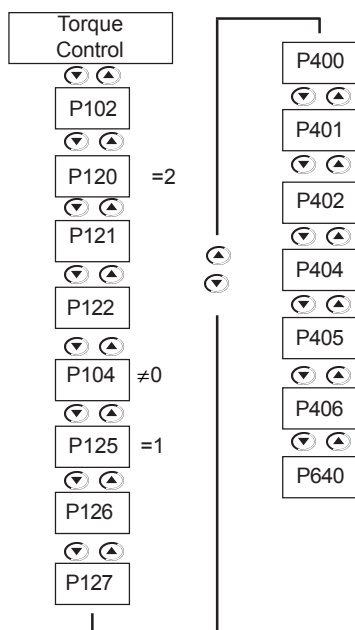 Torque
Control
P102
P120 =2
P121
P122
P104 ≠0
P125 =1
P126
P127
P400
P401
P402
P404
P405
P406
P640